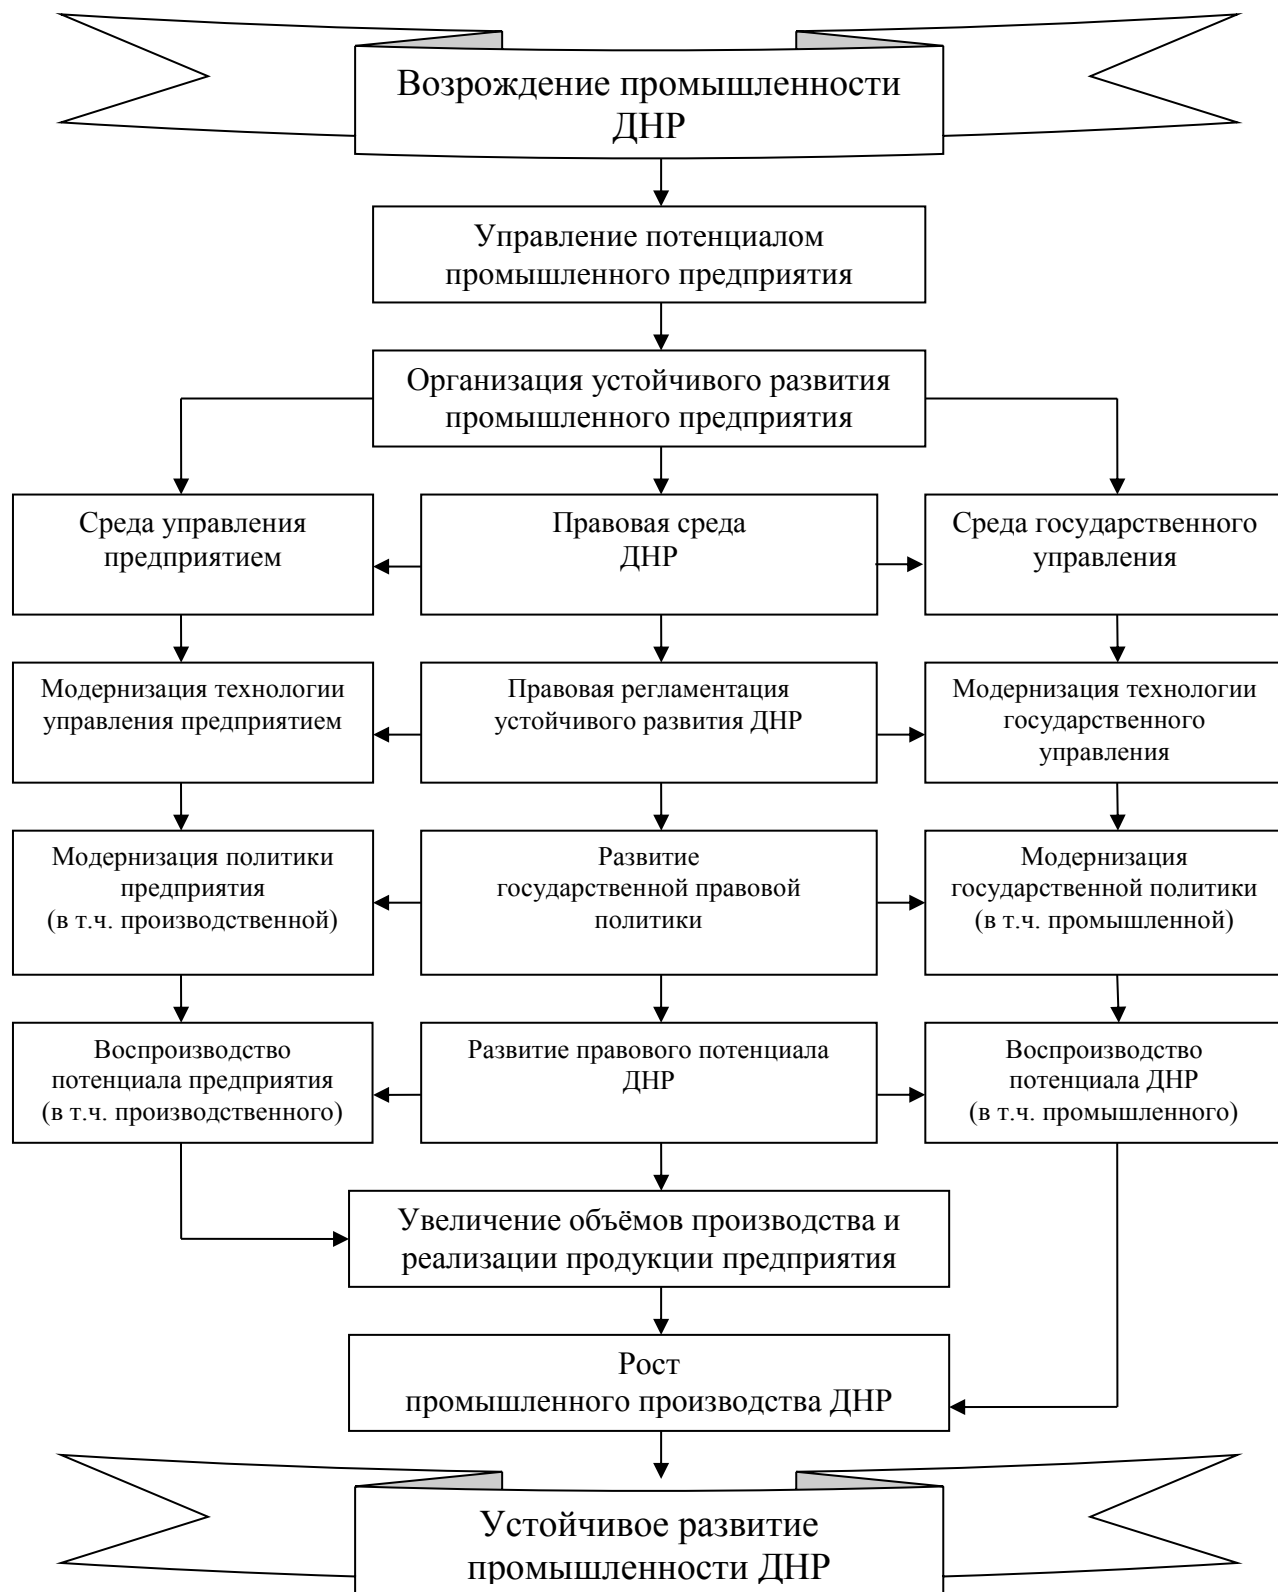 Возрождение промышленности
ДНР
Управление потенциалом
промышленного предприятия
Организация устойчивого развития
промышленного предприятия
Среда управления
предприятием
Правовая среда
ДНР
Среда государственного
управления
Модернизация технологии
управления предприятием
Правовая регламентация
устойчивого развития ДНР
Модернизация технологии
государственного
управления
Модернизация политики
предприятия
(в т.ч. производственной)
Развитие
государственной правовой
политики
Модернизация
государственной политики
(в т.ч. промышленной)
Воспроизводство
потенциала предприятия
(в т.ч. производственного)
Развитие правового потенциала
ДНР
Воспроизводство
потенциала ДНР
(в т.ч. промышленного)
Увеличение объёмов производства и
реализации продукции предприятия
Рост
промышленного производства ДНР
Устойчивое развитие
промышленности ДНР